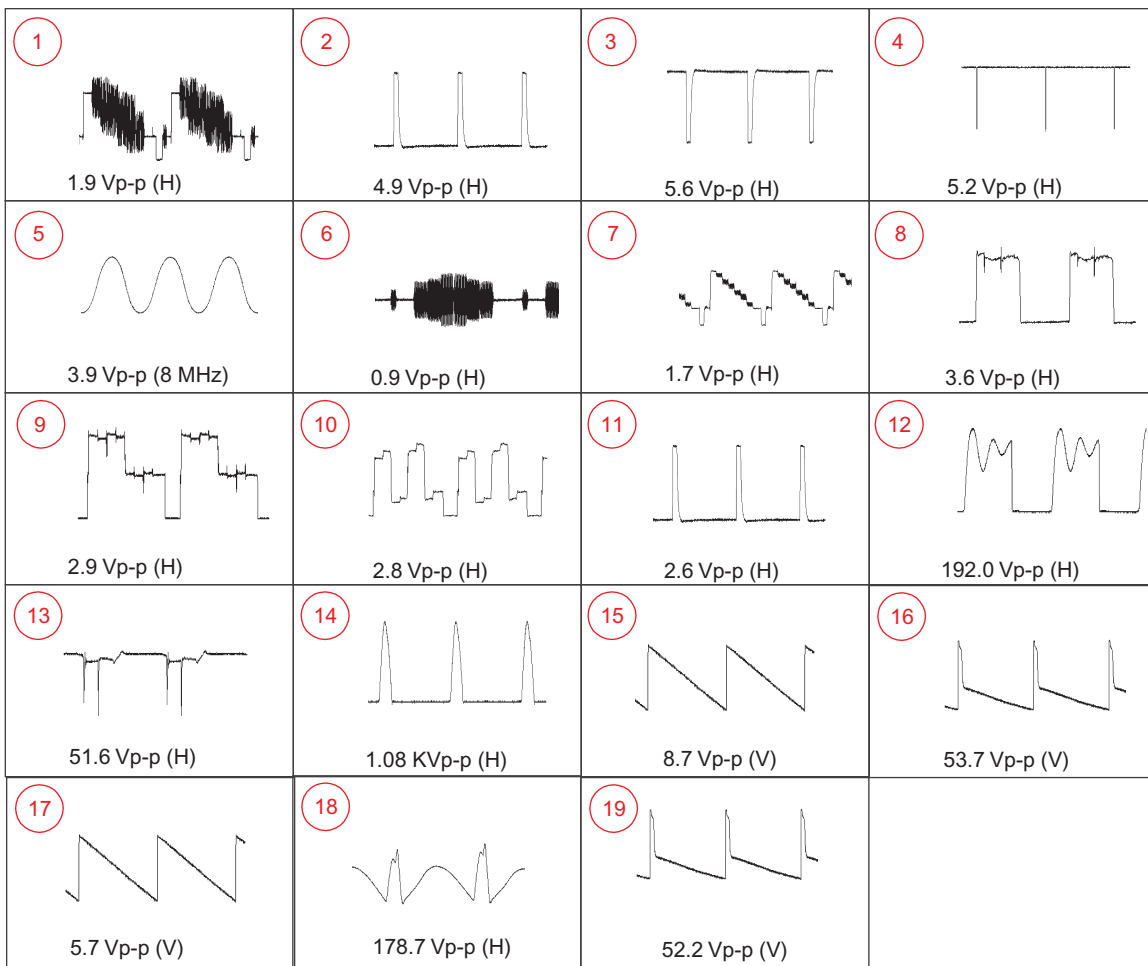 1
2
3
4
1.9 Vp-p (H)
4.9 Vp-p (H)
5.6 Vp-p (H)
5.2 Vp-p (H)
5
6
7
8
3.9 Vp-p (8 MHz)
0.9 Vp-p (H)
1.7 Vp-p (H)
3.6 Vp-p (H)
9
10
11
12
2.9 Vp-p (H)
2.8 Vp-p (H)
2.6 Vp-p (H)
192.0 Vp-p (H)
13
14
15
16
51.6 Vp-p (H)
1.08 KVp-p (H)
8.7 Vp-p (V)
53.7 Vp-p (V)
17
18
19
5.7 Vp-p (V)
178.7 Vp-p (H)
52.2 Vp-p (V)